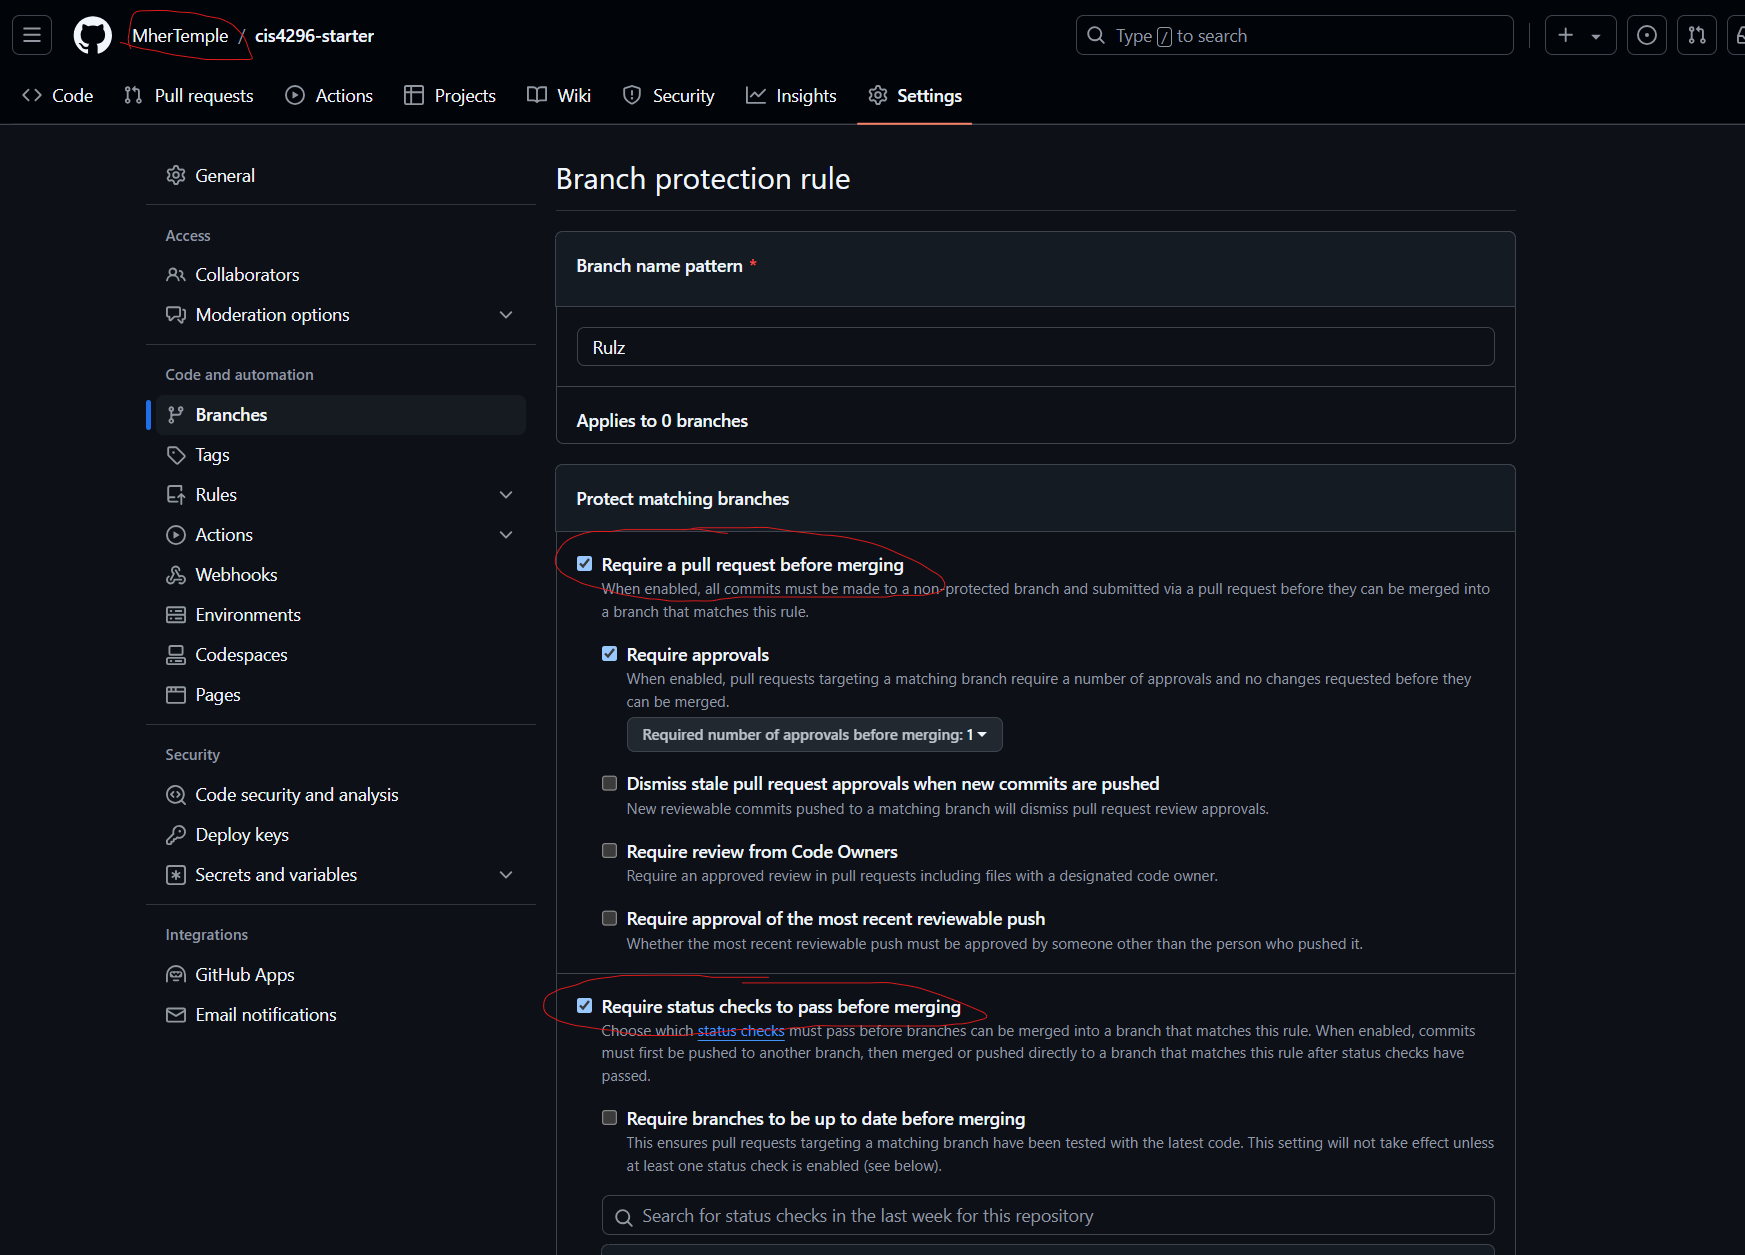 MherTemple / cis4296-starter
Type / to search
Code
Pull requests
Actions
Projects
Wiki
Security
Insights
Settings
General
Access
Collaborators
Moderation options
Code and automation
Branches
Tags
Rules
Actions
Webhooks
Environments
Codespaces
Pages
Security
Code security and analysis
Deploy keys
Secrets and variables
Integrations
GitHub Apps
Email notifications
Branch protection rule
Branch name pattern *
Rulz
Applies to 0 branches
Protect matching branches
Require a pull request before merging
When enabled, all commits must be made to a non-protected branch and submitted via a pull request before they can be merged into
a branch that matches this rule.
Require approvals
When enabled, pull requests targeting a matching branch require a number of approvals and no changes requested before they
can be merged.
Required number of approvals before merging: 1
Dismiss stale pull request approvals when new commits are pushed
New reviewable commits pushed to a matching branch will dismiss pull request review approvals.
Require review from Code Owners
Require an approved review in pull requests including files with a designated code owner.
Require approval of the most recent reviewable push
Whether the most recent reviewable push must be approved by someone other than the person who pushed it.
Require status checks to pass before merging
Choose which status checks must pass before branches can be merged into a branch that matches this rule. When enabled, commits
must first be pushed to another branch, then merged or pushed directly to a branch that matches this rule after status checks have
passed.
Require branches to be up to date before merging
This ensures pull requests targeting a matching branch have been tested with the latest code. This setting will not take effect unless
at least one status check is enabled (see below).
Search for status checks in the last week for this repository